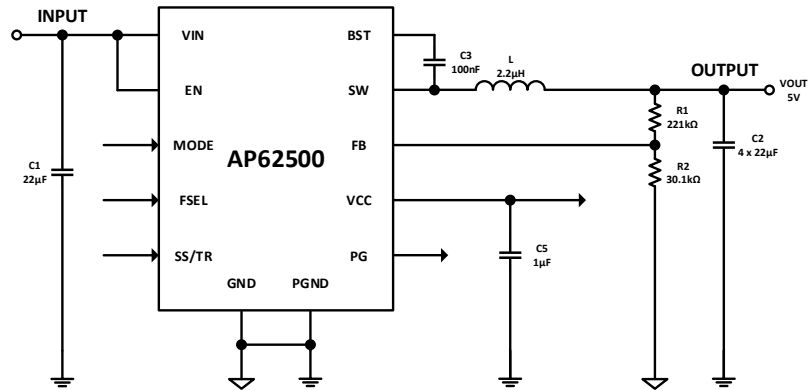 INPUT
VIN
BST
C3
100nF
L
2.2µH
OUTPUT
VOUT
5V
EN
SW
R1
221kΩ
C2
4 x 22µF
MODE
AP62500
FB
C1
22µF
R2
30.1kΩ
FSEL
VCC
SS/TR
PG
C5
1µF
GND
PGND